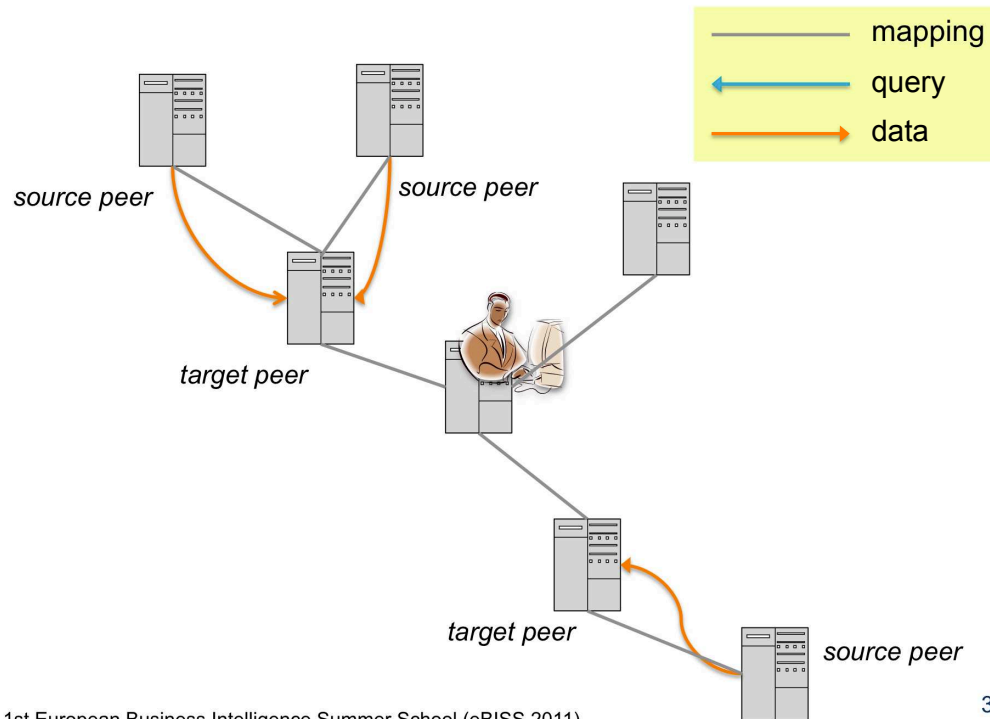 mapping
query
data
source peer
source peer
target peer
target peer
source peer
1st European Business Intelligence Summer School (eBISS 2011)
3